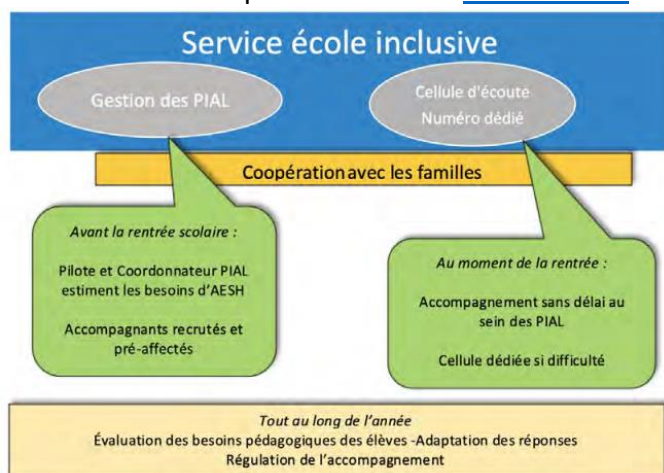 Service école inclusive
Gestion des PIAL
Cellule d'écoute
Numéro dédié
Coopération avec les familles
Avant la rentrée scolaire :
Pilote et Coordonnateur PIAL
estiment les besoins d'AESH
Accompagnants recrutés et
pré-affectés
Au moment de la rentrée :
Accompagnement sans délai au
sein des PIAL
Cellule dédiée si difficulté
Tout au long de l'année
Évaluation des besoins pédagogiques des élèves -Adaptation des réponses
Régulation de l'accompagnement